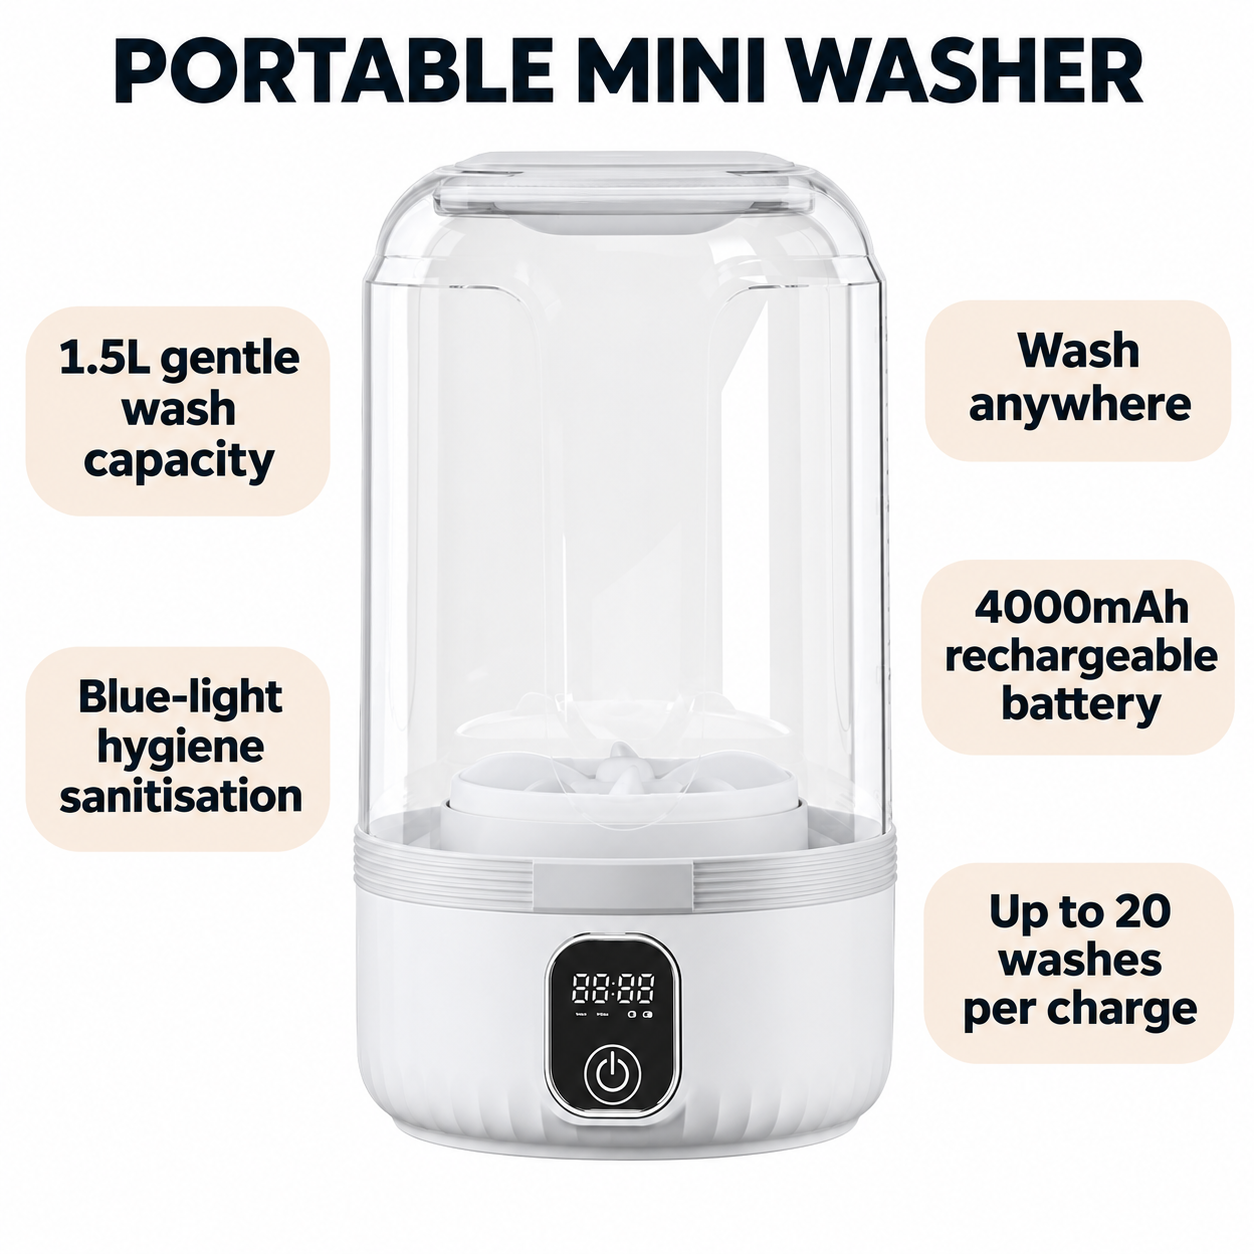 PORTABLE MINI WASHER
1.5L gentle
wash
capacity
Wash
anywhere
4000mAh
rechargeable
battery
Blue-light
hygiene
sanitisation
Up to 20
washes
per charge
88:88